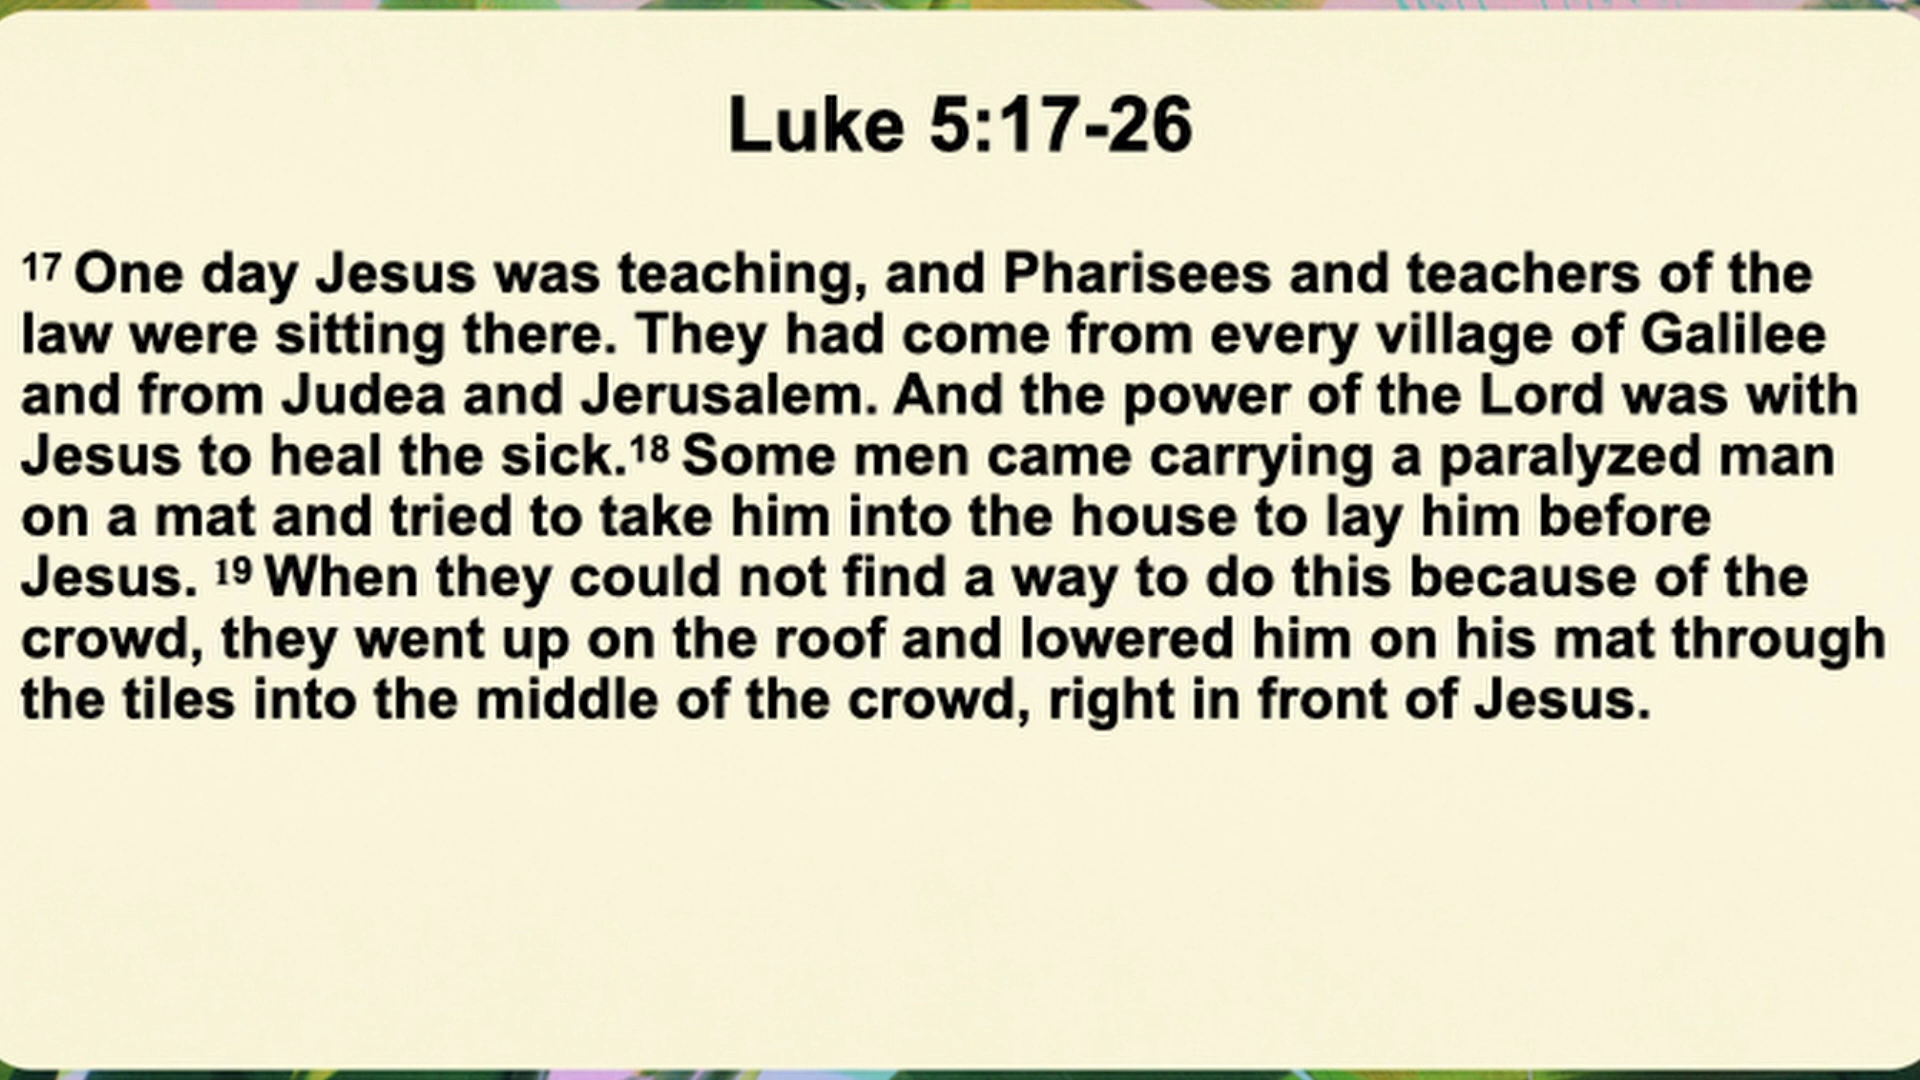 Luke 5:17-26
17 One day Jesus was teaching, and Pharisees and teachers of the
law were sitting there. They had come from every village of Galilee
and from Judea and Jerusalem. And the power of the Lord was with
Jesus to heal the sick.18 Some men came carrying a paralyzed man
on a mat and tried to take him into the house to lay him before
Jesus. 19 When they could not find a way to do this because of the
crowd, they went up on the roof and lowered him on his mat through
the tiles into the middle of the crowd, right in front of Jesus.